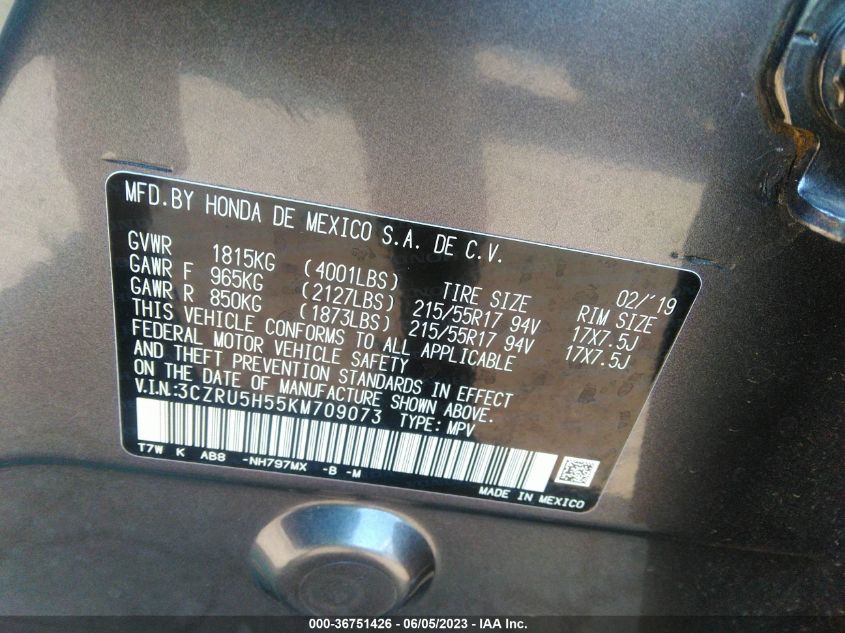 MFD.BY HONDA DE MEXICO S.A. DE C.V.
02/'19
GVWR 1815KG (4001LBS) TIRE SIZE RIM SIZE
GAWR F 965KG (2127LBS) 215/55R17 94V 17X7.5J
GAWR R 850KG (1873LBS) 215/55R17 94V 17X7.5J
THIS VEHICLE CONFORMS TO ALL APPLICABLE
FEDERAL MOTOR VEHICLE SAFETY
AND THEFT PREVENTION STANDARDS IN EFFECT
ON THE DATE OF MANUFACTURE SHOWN ABOVE.
V.I.N:3CZRU5H55KM709073 TYPE: MPV
T7W K AB8 -NH797MX -B -M
MADE IN MEXICO
000-36751426 - 06/05/2023 - IAA Inc.